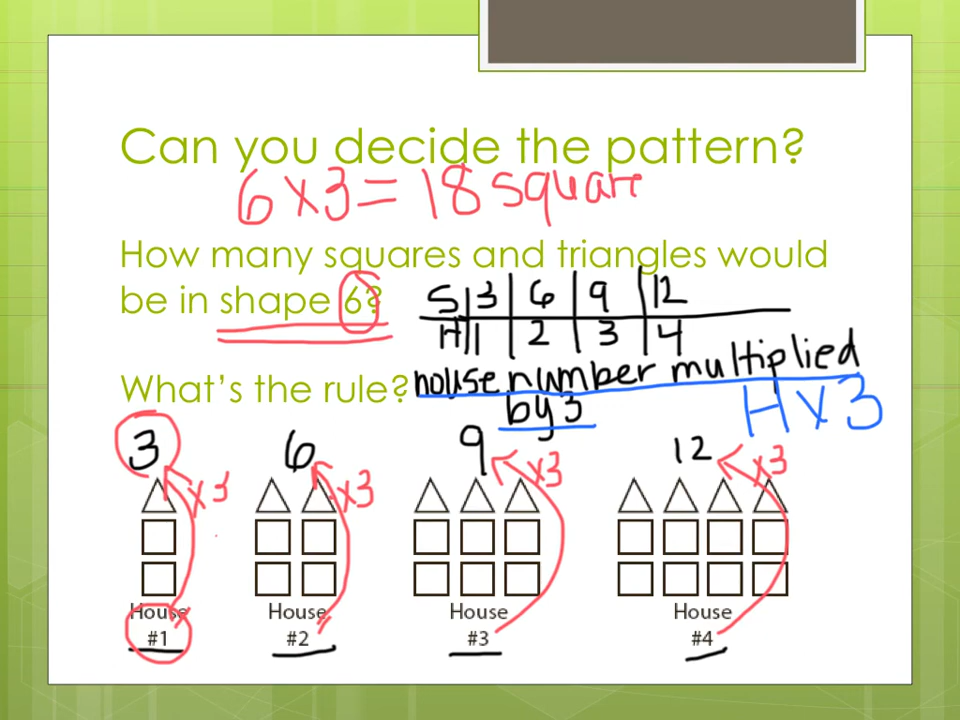 Can you decide the pattern?
6 x 3 = 18 square
How many squares and triangles would
be in shape 6?
S 3 6 9 12
H 1 2 3 4
What's the rule? house number multiplied
by 3
H x 3
3 6 9 12
x3 x3 x3 x3
House House House House
#1 #2 #3 #4